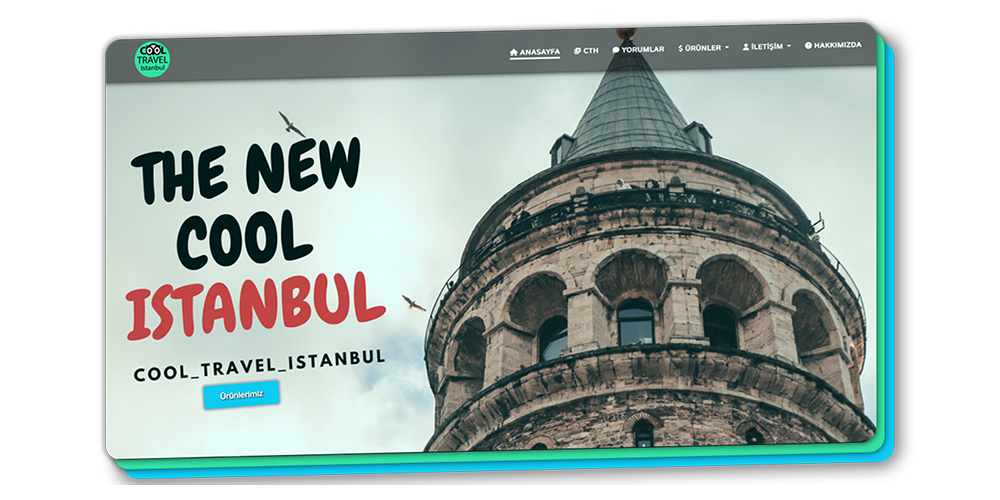 COOL
TRAVEL
Istanbul
ANASAYFA
CTH
YORUMLAR
$ ÜRÜNLER
İLETİŞİM
HAKKIMIZDA
THE NEW
COOL
ISTANBUL
COOL_TRAVEL_ISTANBUL
Ürünlerimiz